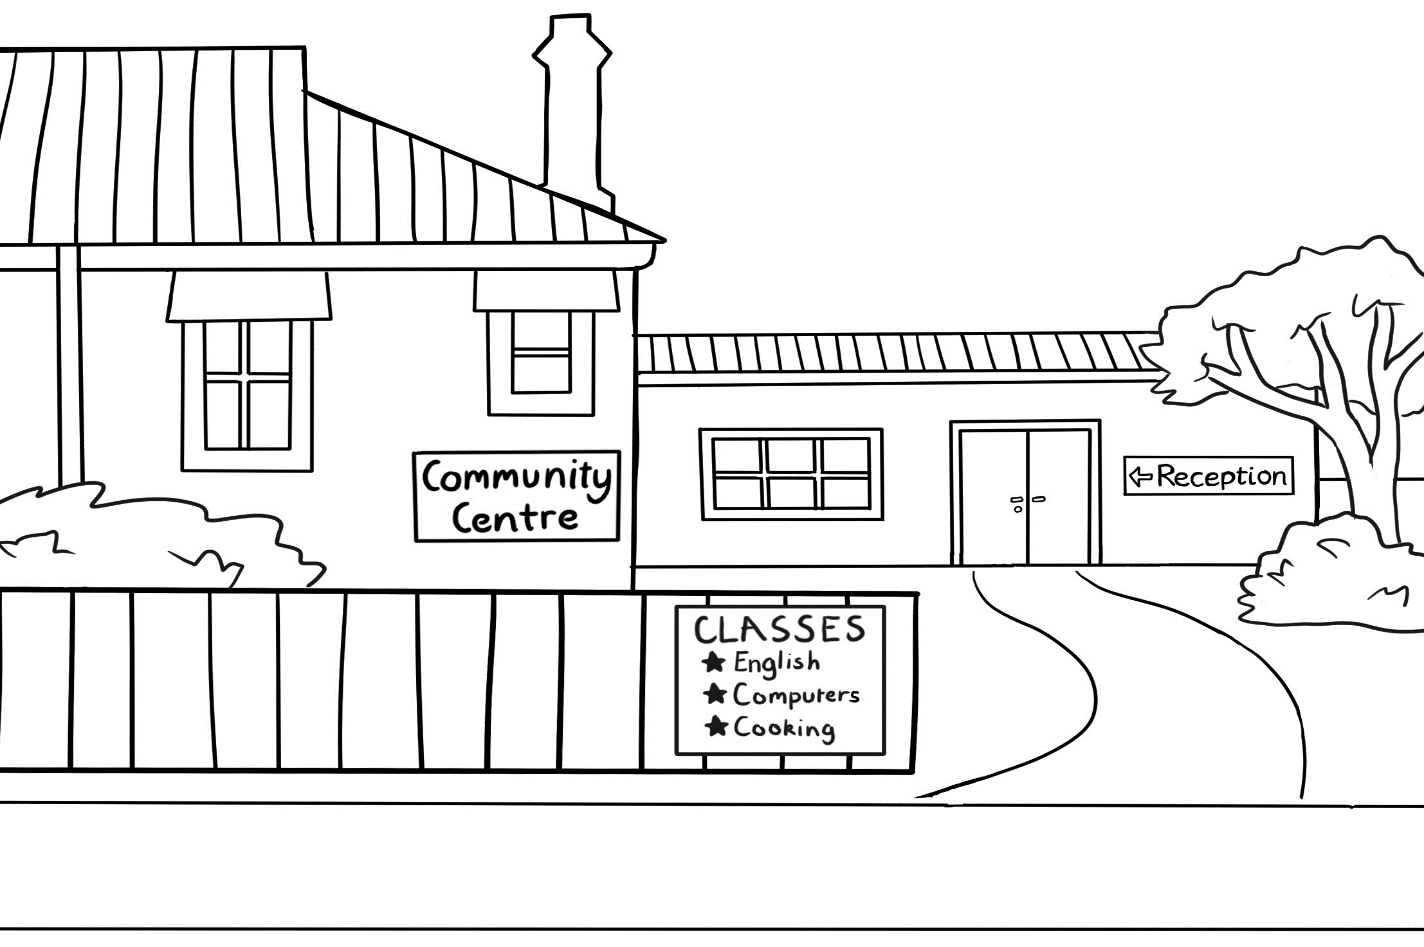 Community
Centre
⇦Reception
CLASSES
★ English
★ Computers
★ Cooking